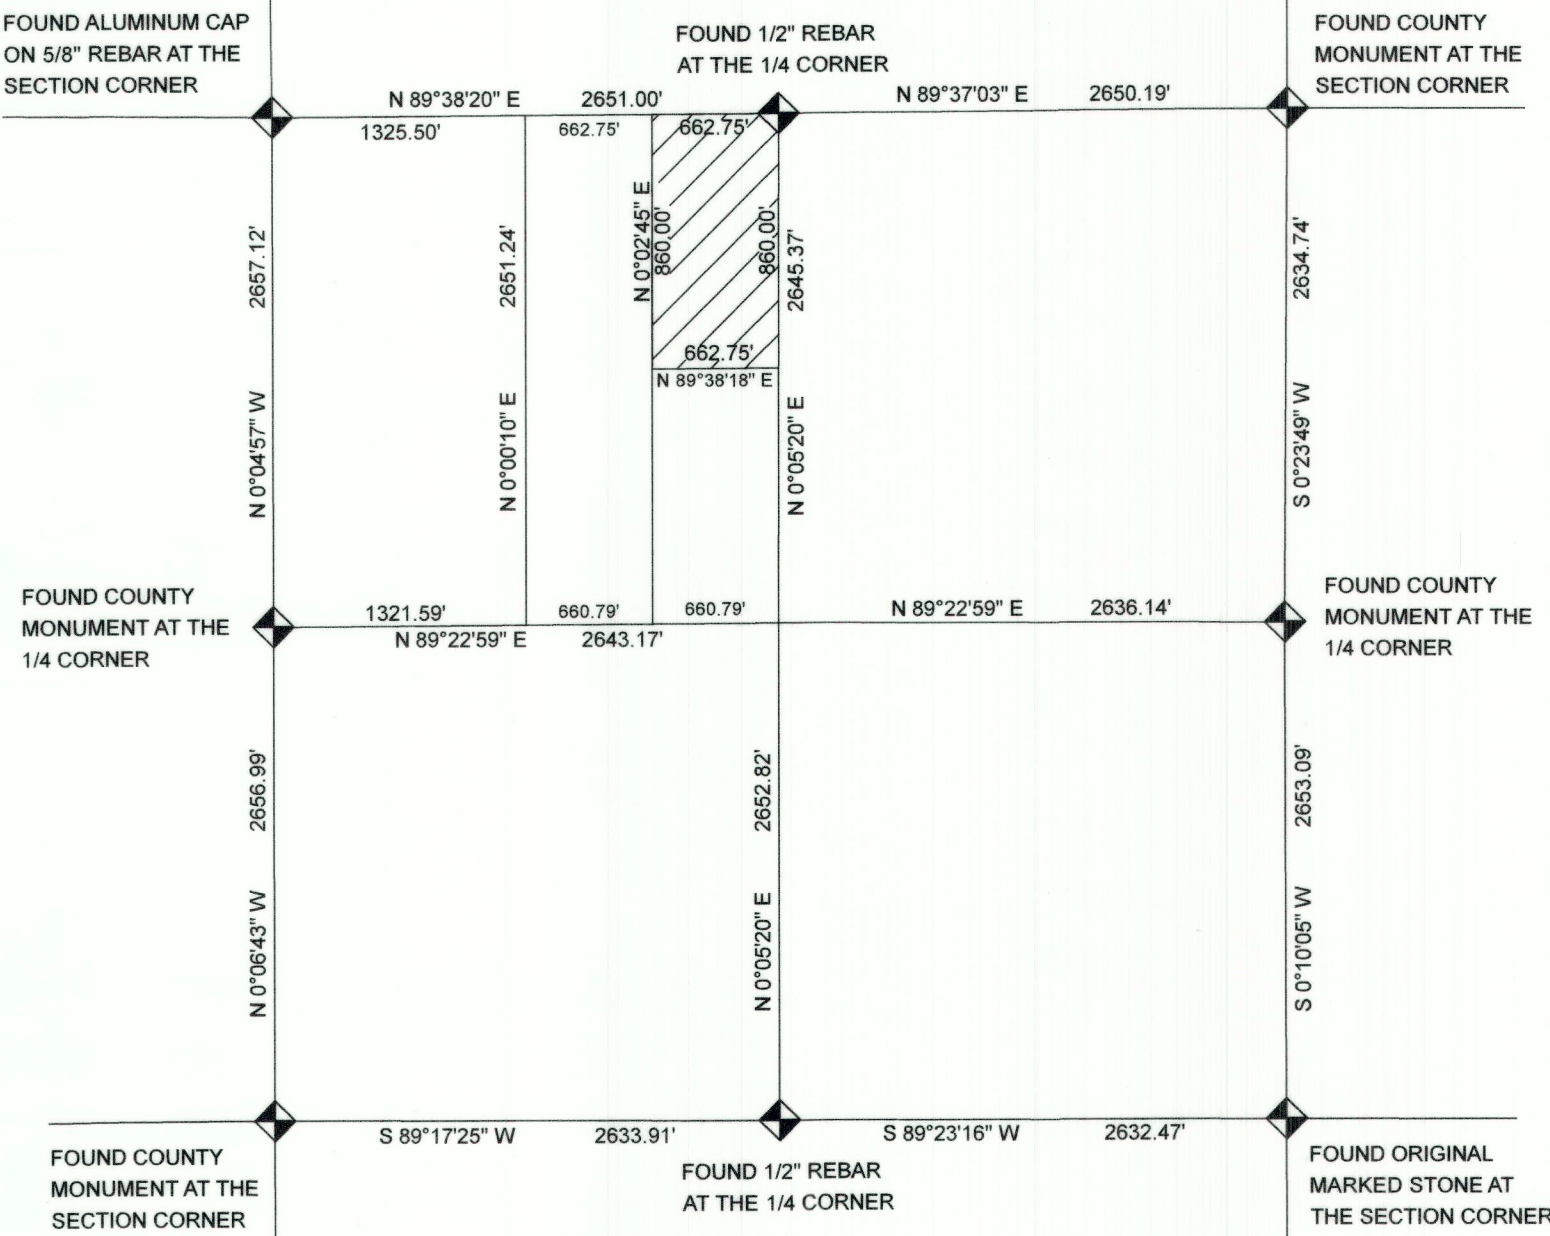 FOUND ALUMINUM CAP
ON 5/8" REBAR AT THE
SECTION CORNER
FOUND 1/2" REBAR
AT THE 1/4 CORNER
FOUND COUNTY
MONUMENT AT THE
SECTION CORNER
N 89°38'20" E 2651.00'
N 89°37'03" E 2650.19'
1325.50'
662.75'
662.75'
2657.12'
N 0°04'57" W
2651.24'
N 0°00'10" E
N 0°02'45" E
860.00'
860.00'
2645.37'
N 0°05'20" E
2634.74'
S 0°23'49" W
662.75'
N 89°38'18" E
FOUND COUNTY
MONUMENT AT THE
1/4 CORNER
1321.59'
660.79'
660.79'
N 89°22'59" E 2643.17'
N 89°22'59" E 2636.14'
FOUND COUNTY
MONUMENT AT THE
1/4 CORNER
2656.99'
N 0°06'43" W
2652.82'
N 0°05'20" E
2653.09'
S 0°10'05" W
S 89°17'25" W 2633.91'
S 89°23'16" W 2632.47'
FOUND COUNTY
MONUMENT AT THE
SECTION CORNER
FOUND 1/2" REBAR
AT THE 1/4 CORNER
FOUND ORIGINAL
MARKED STONE AT
THE SECTION CORNER